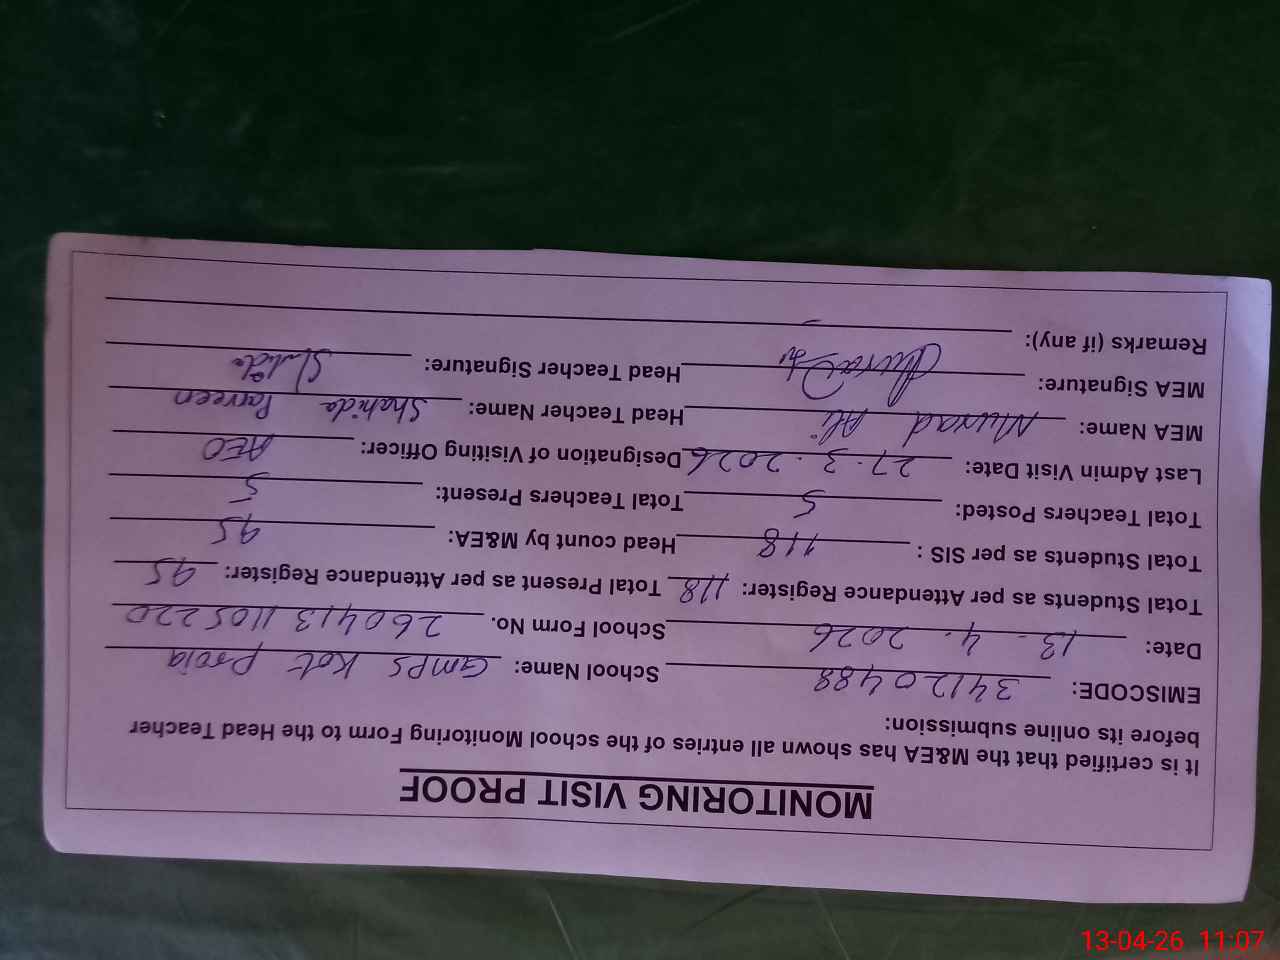 MONITORING VISIT PROOF
It is certified that the M&EA has shown all entries of the school Monitoring Form to the Head Teacher
before its online submission:
EMISCODE: 34120488 School Name: GMPS Kot Proia
Date: 13 - 4 - 2026 School Form No. 2604131105220
Total Students as per Attendance Register: 118 Total Present as per Attendance Register: 95
Total Students as per SIS : 118 Head count by M&EA: 95
Total Teachers Posted: 5 Total Teachers Present: 5
Last Admin Visit Date: 27 . 3 . 2026 Designation of Visiting Officer: AEO
MEA Name: Murad Ali Head Teacher Name: Shahida Parveen
MEA Signature: Head Teacher Signature:
Remarks (if any):
13-04-26 11:07